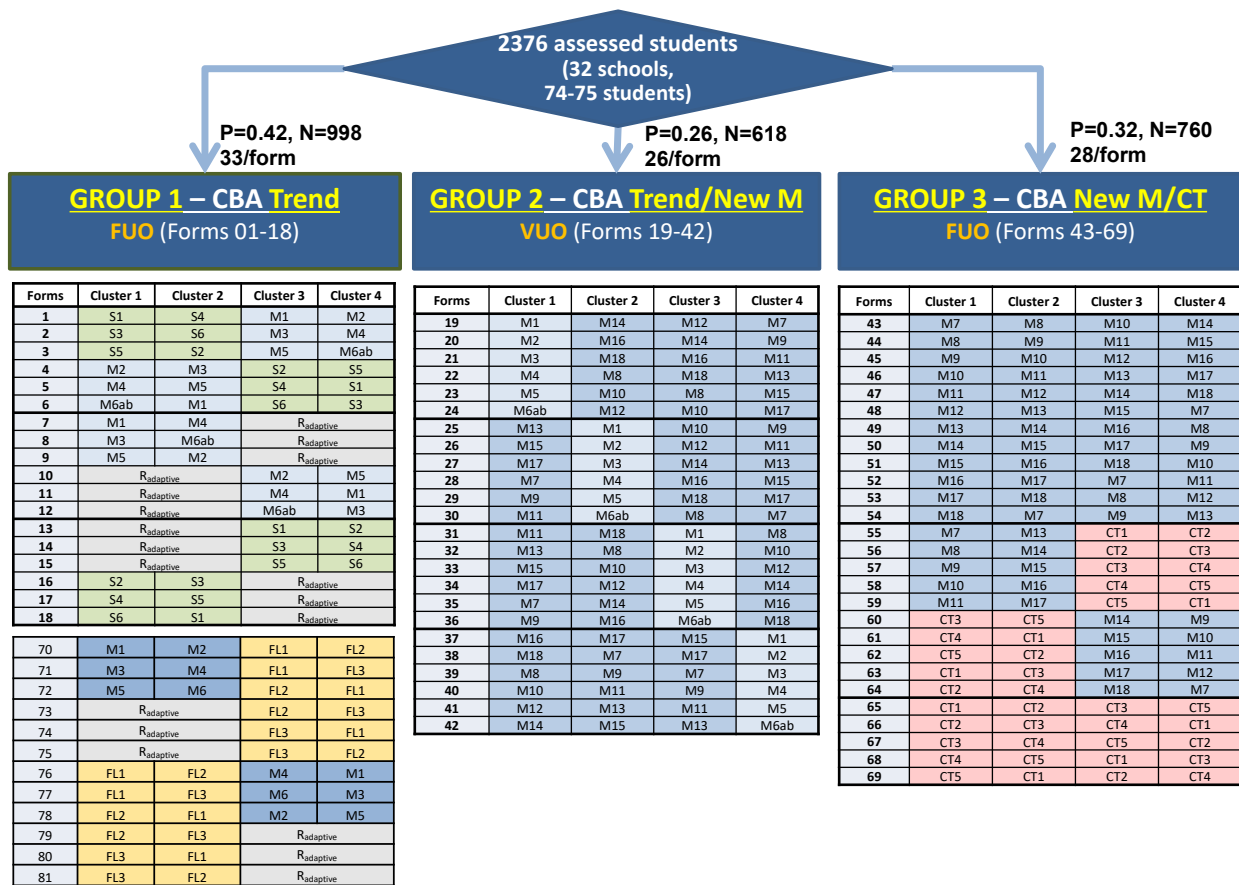 2376 assessed students
(32 schools,
74-75 students)
P=0.42, N=998
33/form
P=0.26, N=618
26/form
P=0.32, N=760
28/form
GROUP 1 – CBA Trend
FUO (Forms 01-18)
GROUP 2 – CBA Trend/New M
VUO (Forms 19-42)
GROUP 3 – CBA New M/CT
FUO (Forms 43-69)
Forms Cluster 1 Cluster 2 Cluster 3 Cluster 4
1 S1 S4 M1 M2
2 S3 S6 M3 M4
3 S5 S2 M5 M6ab
4 M2 M3 S2 S5
5 M4 M5 S4 S1
6 M6ab M1 S6 S3
7 M1 M4 Radaptive
8 M3 M6ab Radaptive
9 M5 M2 Radaptive
10 Radaptive M2 M5
11 Radaptive M4 M1
12 Radaptive M6ab M3
13 Radaptive S1 S2
14 Radaptive S3 S4
15 Radaptive S5 S6
16 S2 S3 Radaptive
17 S4 S5 Radaptive
18 S6 S1 Radaptive
70 M1 M2 FL1 FL2
71 M3 M4 FL1 FL3
72 M5 M6 FL2 FL1
73 Radaptive FL2 FL3
74 Radaptive FL3 FL1
75 Radaptive FL3 FL2
76 FL1 FL2 M4 M1
77 FL1 FL3 M6 M3
78 FL2 FL1 M2 M5
79 FL2 FL3 Radaptive
80 FL3 FL1 Radaptive
81 FL3 FL2 Radaptive
Forms Cluster 1 Cluster 2 Cluster 3 Cluster 4
19 M1 M14 M12 M7
20 M2 M16 M14 M9
21 M3 M18 M16 M11
22 M4 M8 M18 M13
23 M5 M10 M8 M15
24 M6ab M12 M10 M17
25 M13 M1 M10 M9
26 M15 M2 M12 M11
27 M17 M3 M14 M13
28 M7 M4 M16 M15
29 M9 M5 M18 M17
30 M11 M6ab M8 M7
31 M11 M18 M1 M8
32 M13 M8 M2 M10
33 M15 M10 M3 M12
34 M17 M12 M4 M14
35 M7 M14 M5 M16
36 M9 M16 M6ab M18
37 M16 M17 M15 M1
38 M18 M7 M17 M2
39 M8 M9 M7 M3
40 M10 M11 M9 M4
41 M12 M13 M11 M5
42 M14 M15 M13 M6ab
Forms Cluster 1 Cluster 2 Cluster 3 Cluster 4
43 M7 M8 M10 M14
44 M8 M9 M11 M15
45 M9 M10 M12 M16
46 M10 M11 M13 M17
47 M11 M12 M14 M18
48 M12 M13 M15 M7
49 M13 M14 M16 M8
50 M14 M15 M17 M9
51 M15 M16 M18 M10
52 M16 M17 M7 M11
53 M17 M18 M8 M12
54 M18 M7 M9 M13
55 M7 M13 CT1 CT2
56 M8 M14 CT2 CT3
57 M9 M15 CT3 CT4
58 M10 M16 CT4 CT5
59 M11 M17 CT5 CT1
60 CT3 CT5 M14 M9
61 CT4 CT1 M15 M10
62 CT5 CT2 M16 M11
63 CT1 CT3 M17 M12
64 CT2 CT4 M18 M7
65 CT1 CT2 CT3 CT5
66 CT2 CT3 CT4 CT1
67 CT3 CT4 CT5 CT2
68 CT4 CT5 CT1 CT3
69 CT5 CT1 CT2 CT4